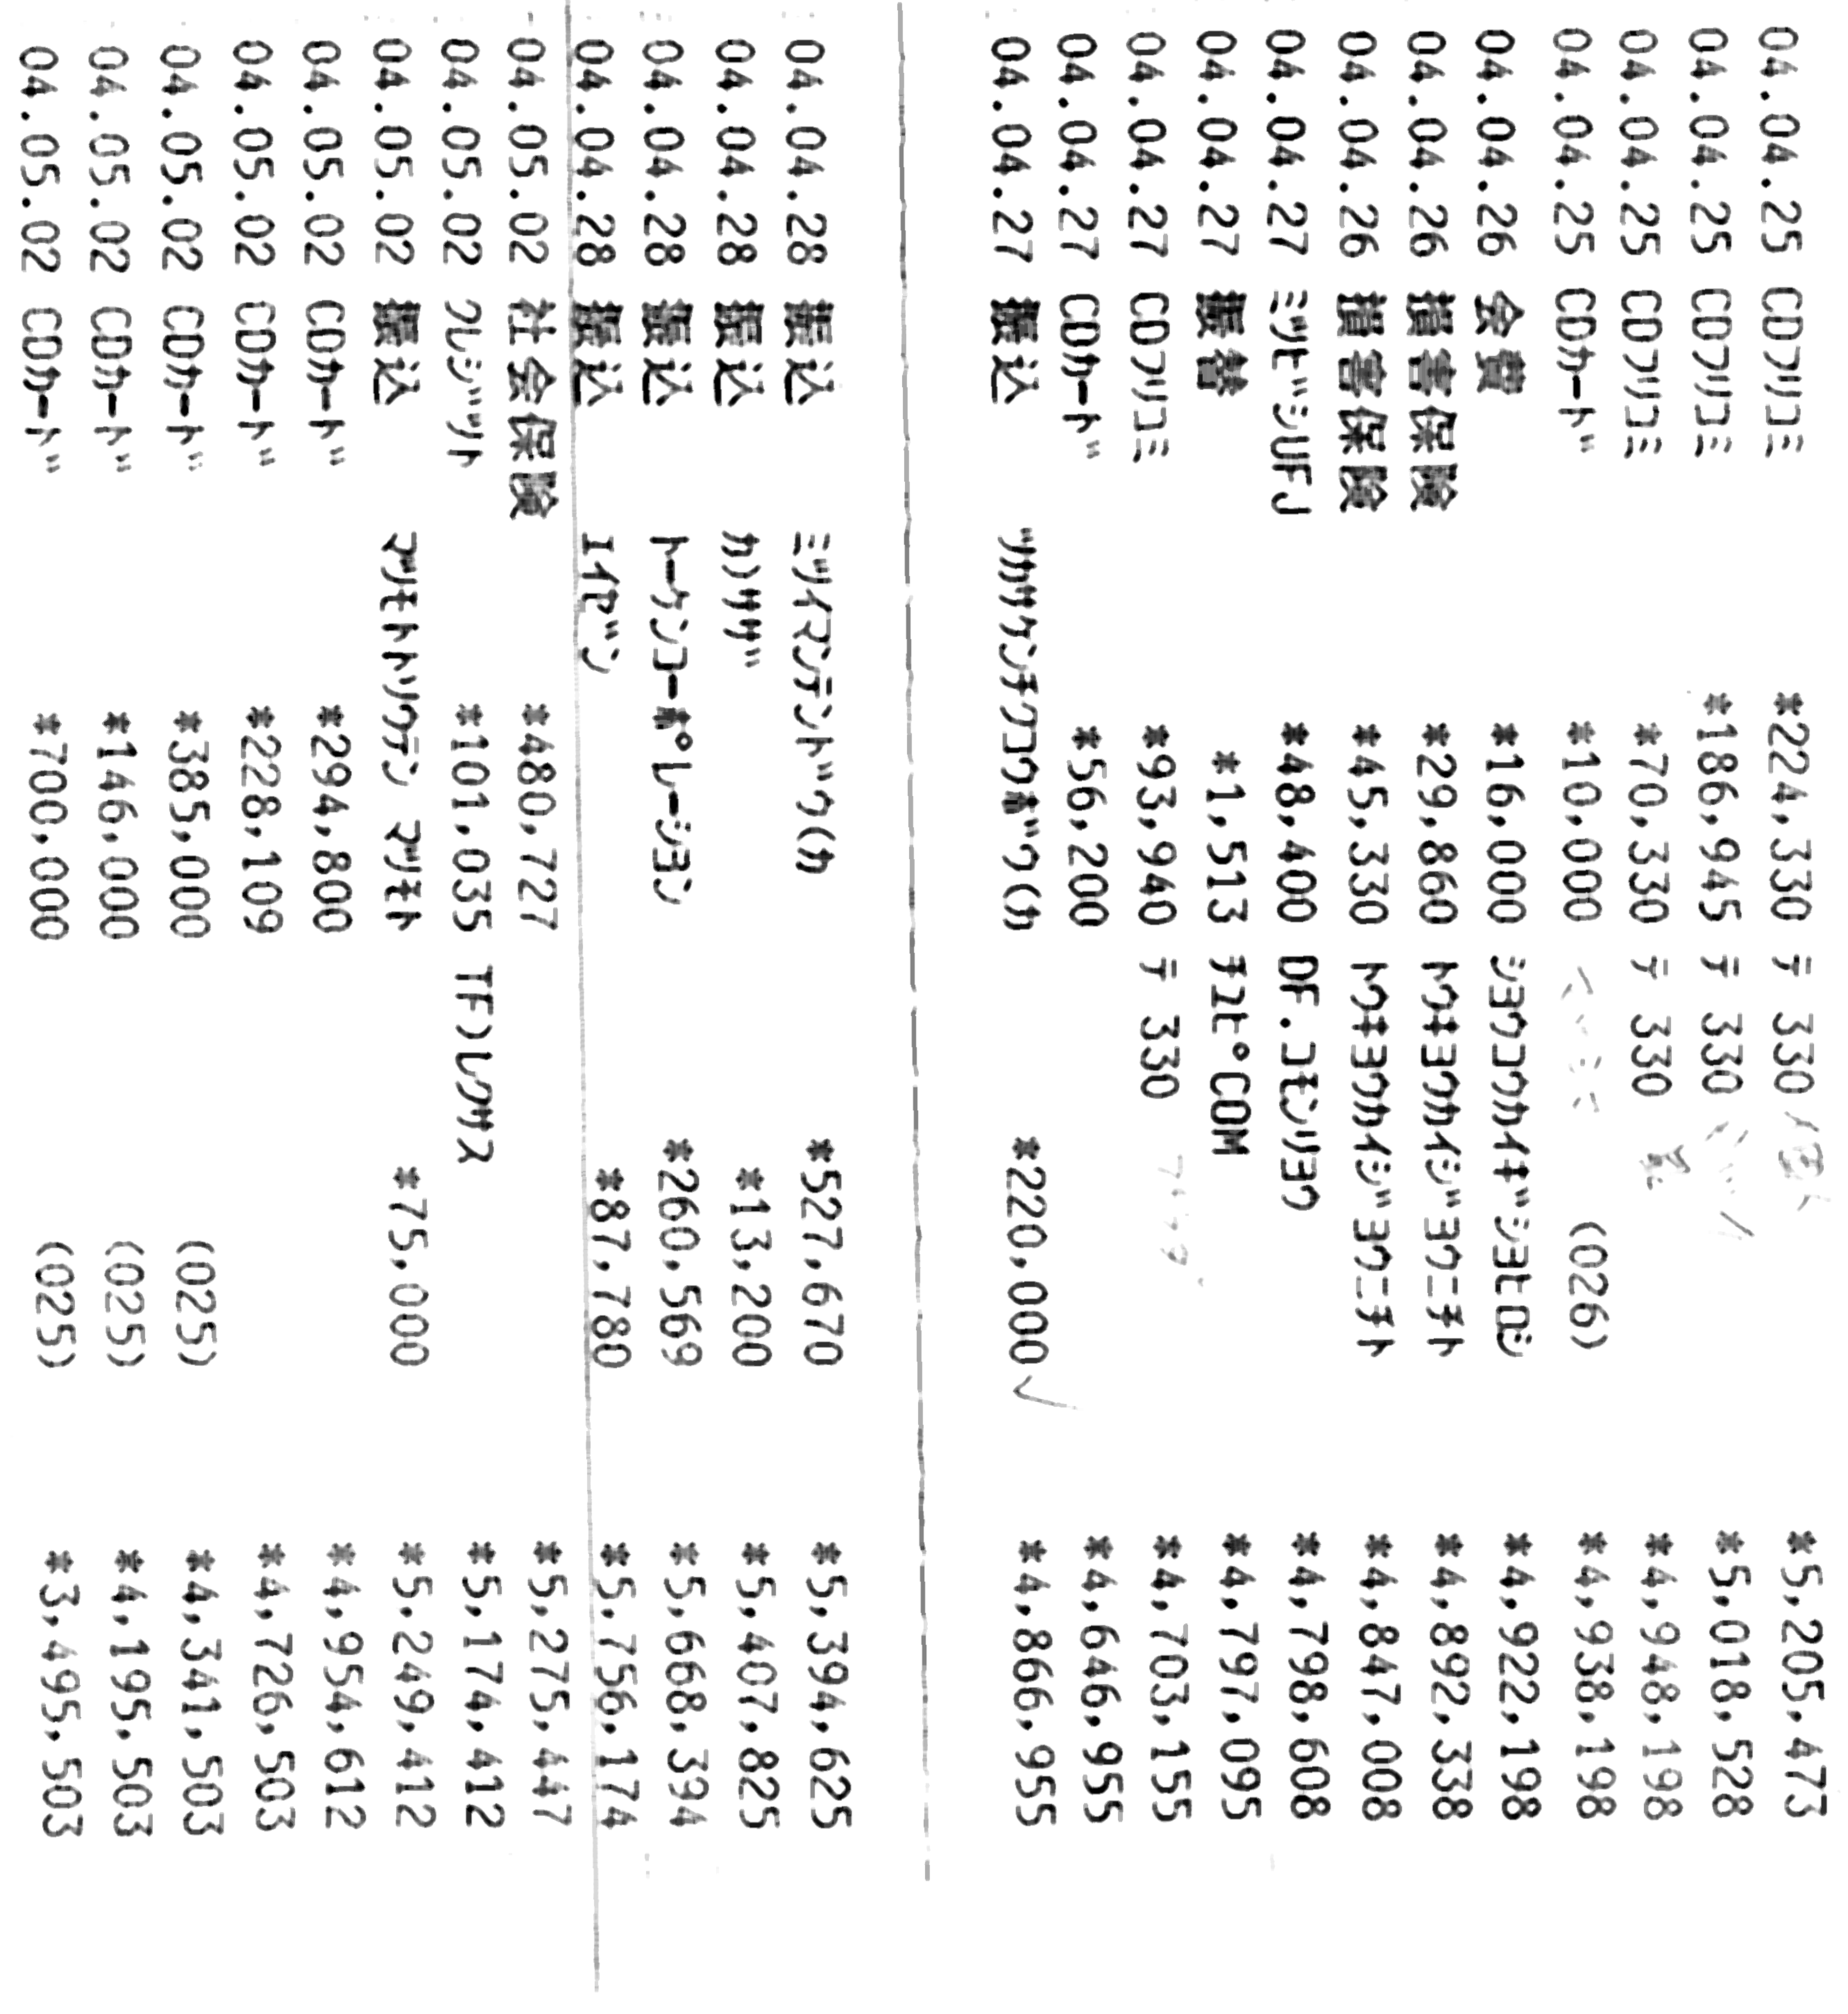 04.04.25 CDフリコミ *224,330 テ 330 *5,205,473
04.04.25 CDフリコミ *186,945 テ 330 *5,018,528
04.04.25 CDフリコミ *70,330 テ 330 *4,948,198
04.04.25 CDカード *10,000 (026) *4,938,198
04.04.26 会費 *16,000 ショウコウカイギショヒロシ *4,922,198
04.04.26 損害保険 *29,860 トウキヨウカイジヨウニチト *4,892,338
04.04.26 損害保険 *45,330 トウキヨウカイジヨウニチト *4,847,008
04.04.27 ミツビシUFJ *48,400 DF.コモンリヨウ *4,798,608
04.04.27 振替 *1,513 チユピCOM *4,797,095
04.04.27 CDフリコミ *93,940 テ 330 *4,703,155
04.04.27 CDカード *56,200 *4,646,955
04.04.27 振込 ツカサケンチクコウボウ(カ *220,000 ✓ *4,866,955
04.04.28 振込 ミツイマンテンドウ(カ *527,670 *5,394,625
04.04.28 振込 カ)ササ゛ *13,200 *5,407,825
04.04.28 振込 トーケンコーポレーシヨン *260,569 *5,668,394
04.04.28 振込 エイゼン *87,780 *5,756,174
04.05.02 社会保険 *480,727 *5,275,447
04.05.02 クレジツト *101,035 TF)レクサス *5,174,412
04.05.02 振込 マツモトトソウテン マツモト *75,000 *5,249,412
04.05.02 CDカード *294,800 *4,954,612
04.05.02 CDカード *228,109 *4,726,503
04.05.02 CDカード *385,000 (025) *4,341,503
04.05.02 CDカード *146,000 (025) *4,195,503
04.05.02 CDカード *700,000 (025) *3,495,503